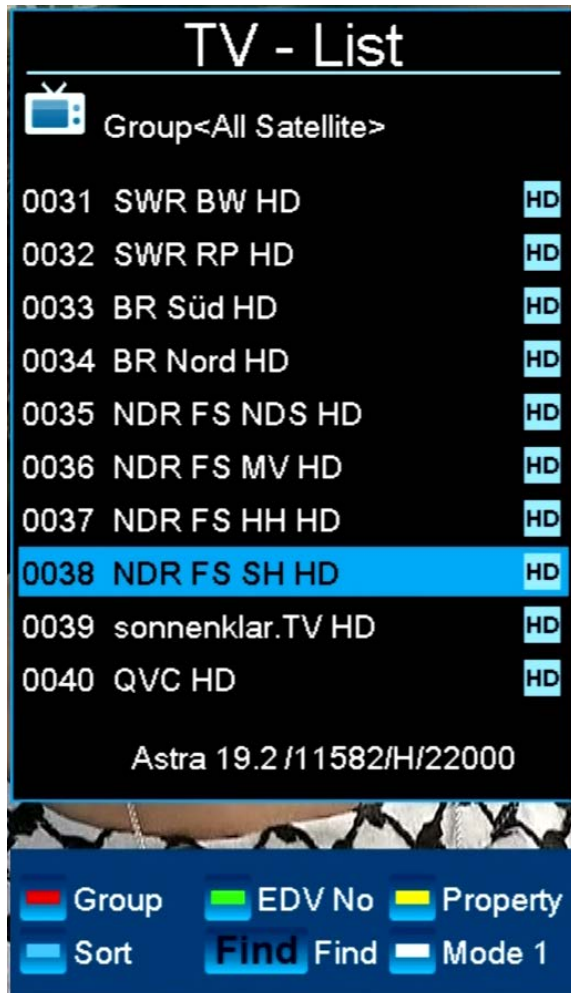 TV - List
Group<All Satellite>
0031 SWR BW HD HD
0032 SWR RP HD HD
0033 BR Süd HD HD
0034 BR Nord HD HD
0035 NDR FS NDS HD HD
0036 NDR FS MV HD HD
0037 NDR FS HH HD HD
0038 NDR FS SH HD HD
0039 sonnenklar.TV HD HD
0040 QVC HD HD
Astra 19.2 /11582/H/22000
Group EDV No Property
Sort Find Find Mode 1